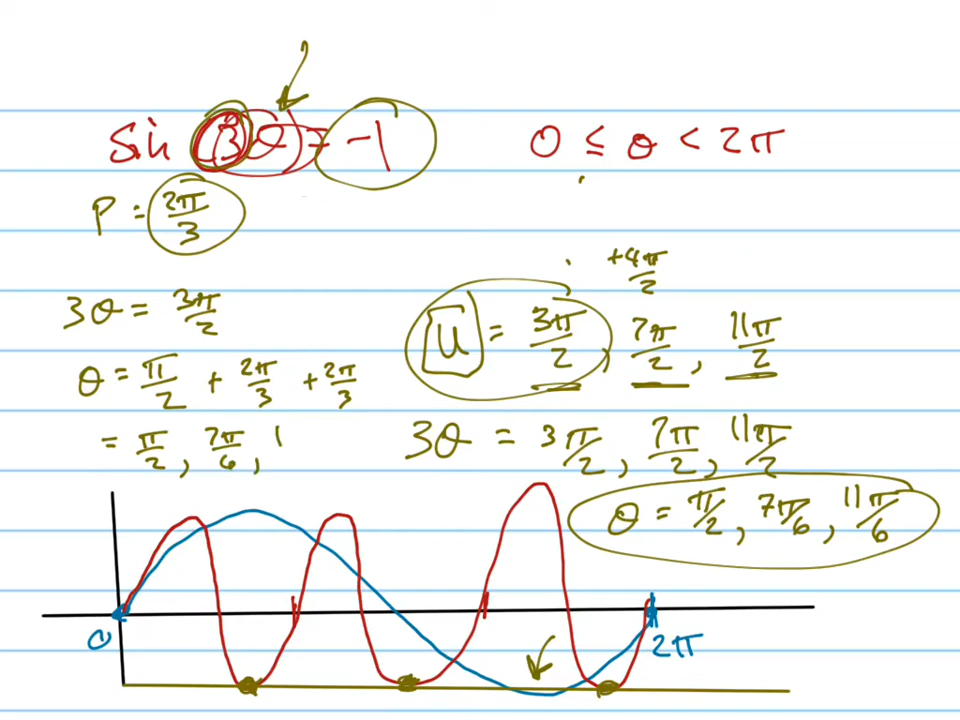 sin (3θ) = -1    0 ≤ θ < 2π
P = 2π/3
+4π/2
3θ = 3π/2
u = 3π/2, 7π/2, 11π/2
θ = π/2 + 2π/3 + 2π/3
= π/2, 7π/6, 1
3θ = 3π/2, 7π/2, 11π/2
θ = π/2, 7π/6, 11π/6
0    2π